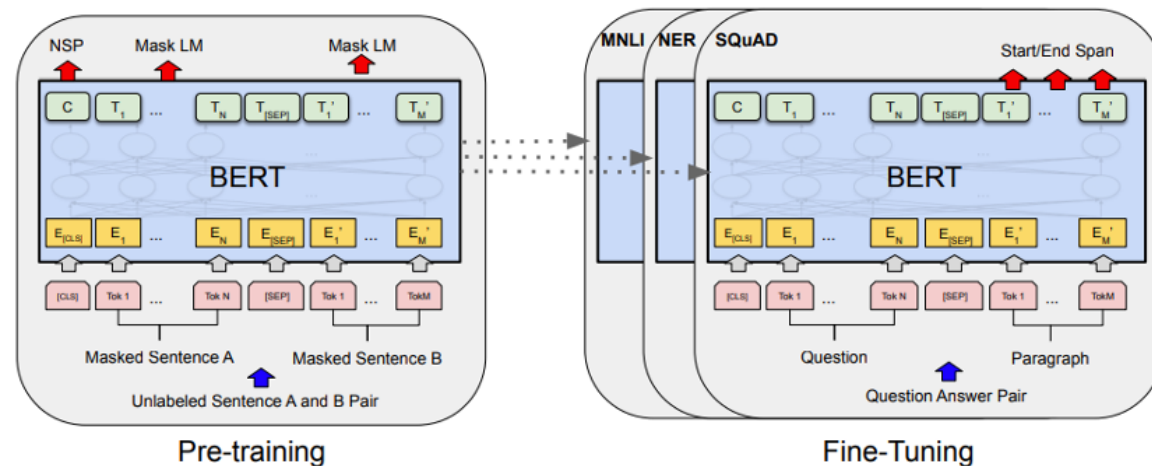 NSP Mask LM Mask LM
C T1 ... TN T[SEP] T1' ... TM'
...
BERT
...
E[CLS] E1 ... EN E[SEP] E1' ... EM'
[CLS] Tok 1 ... Tok N [SEP] Tok 1 ... TokM
Masked Sentence A Masked Sentence B
Unlabeled Sentence A and B Pair
Pre-training
MNLI NER SQuAD
Start/End Span
C T1 ... TN T[SEP] T1' ... TM'
...
BERT
...
E[CLS] E1 ... EN E[SEP] E1' ... EM'
[CLS] Tok 1 ... Tok N [SEP] Tok 1 ... TokM
Question Paragraph
Question Answer Pair
Fine-Tuning